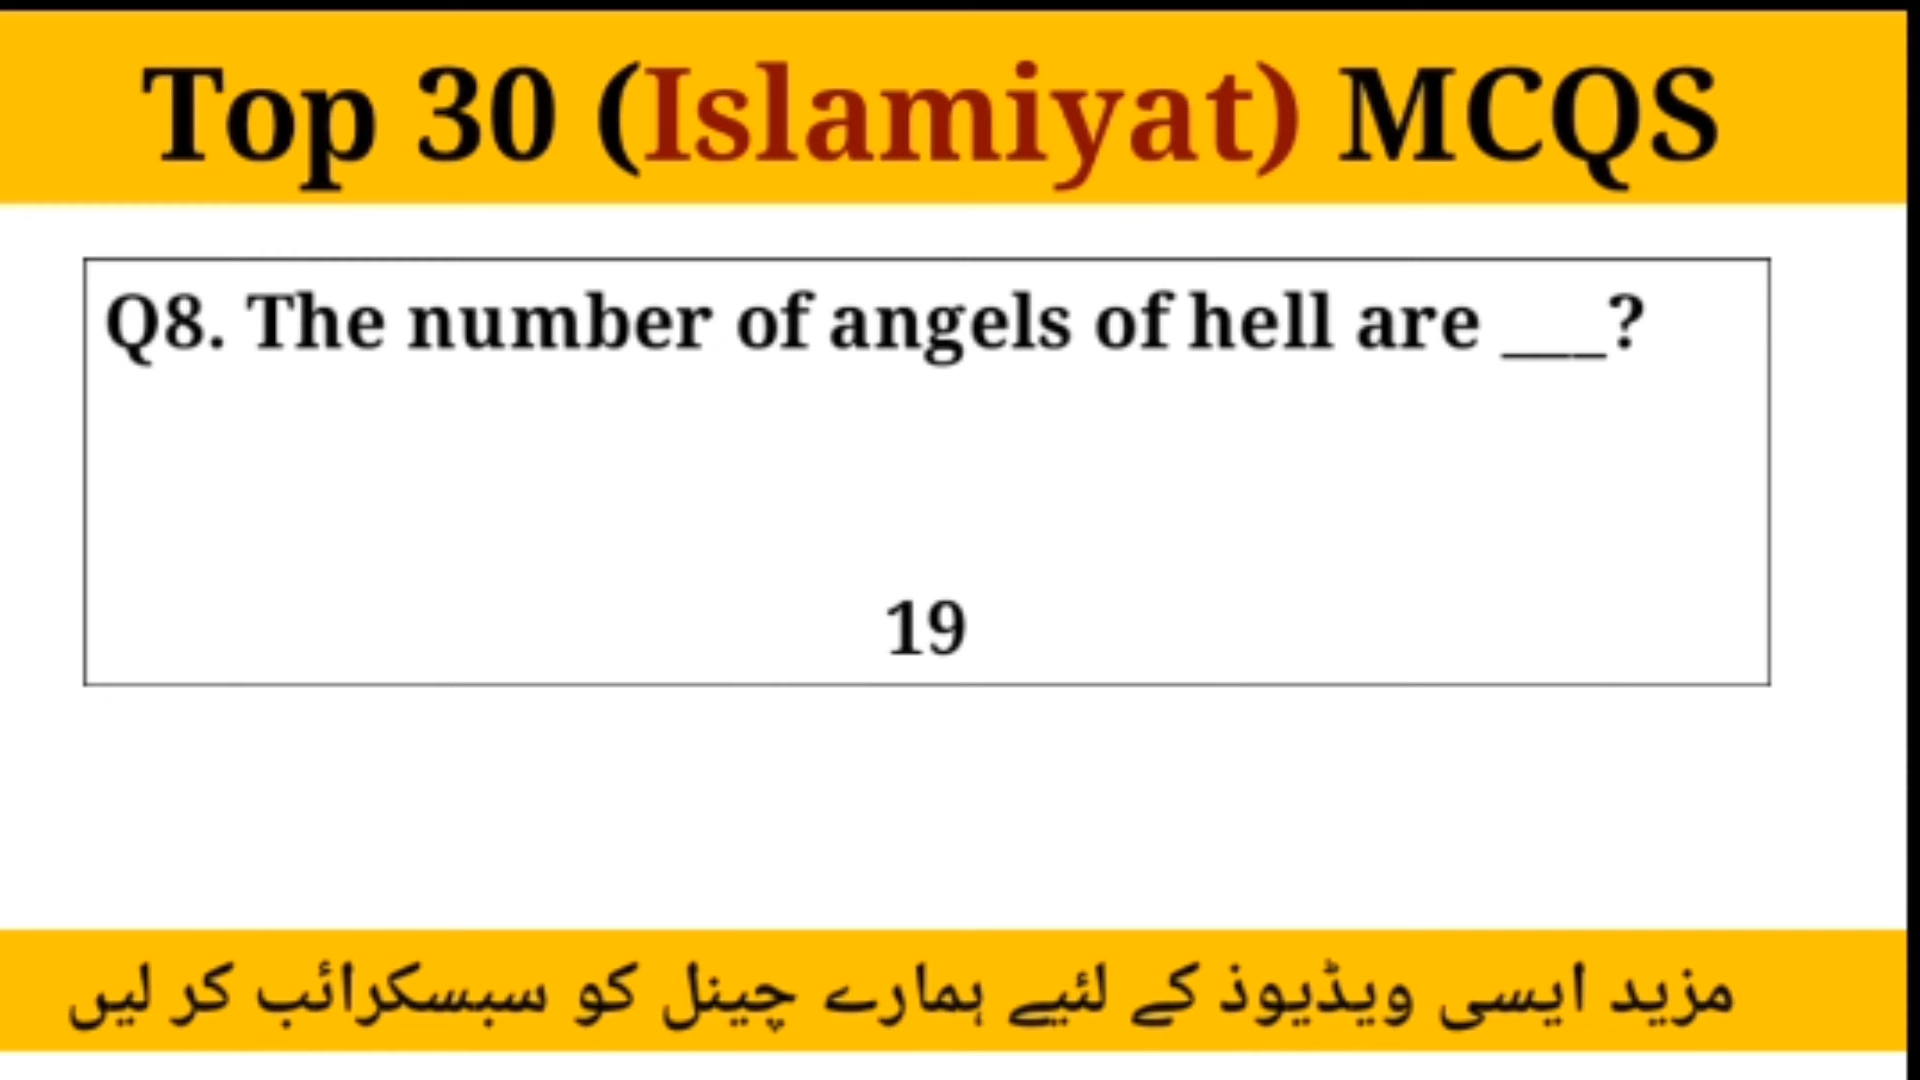 Top 30 (Islamiyat) MCQS
Q8. The number of angels of hell are ___?
19
مزید ایسی ویڈیوز کے لئیے ہمارے چینل کو سبسکرائب کر لیں